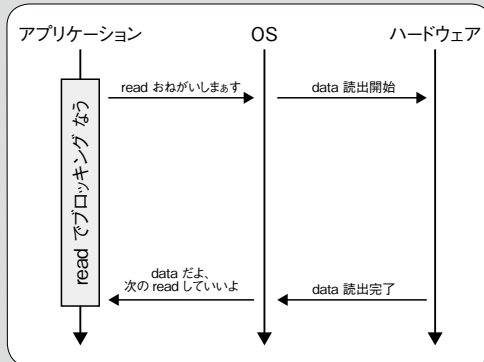 アプリケーション
OS
ハードウェア
read おねがいしまぁす
data 読出開始
read でブロッキング なう
data だよ、
次の read していいよ
data 読出完了